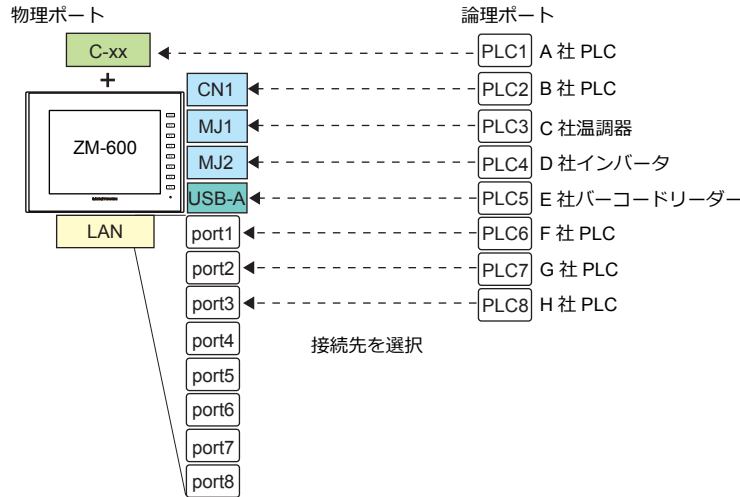 物理ポート 論理ポート
C-xx PLC1 A 社 PLC
+
CN1 PLC2 B 社 PLC
MJ1 PLC3 C 社温調器
ZM-600
MJ2 PLC4 D 社インバータ
USB-A PLC5 E 社バーコードリーダー
LAN port1 PLC6 F 社 PLC
port2 PLC7 G 社 PLC
port3 PLC8 H 社 PLC
port4 接続先を選択
port5
port6
port7
port8